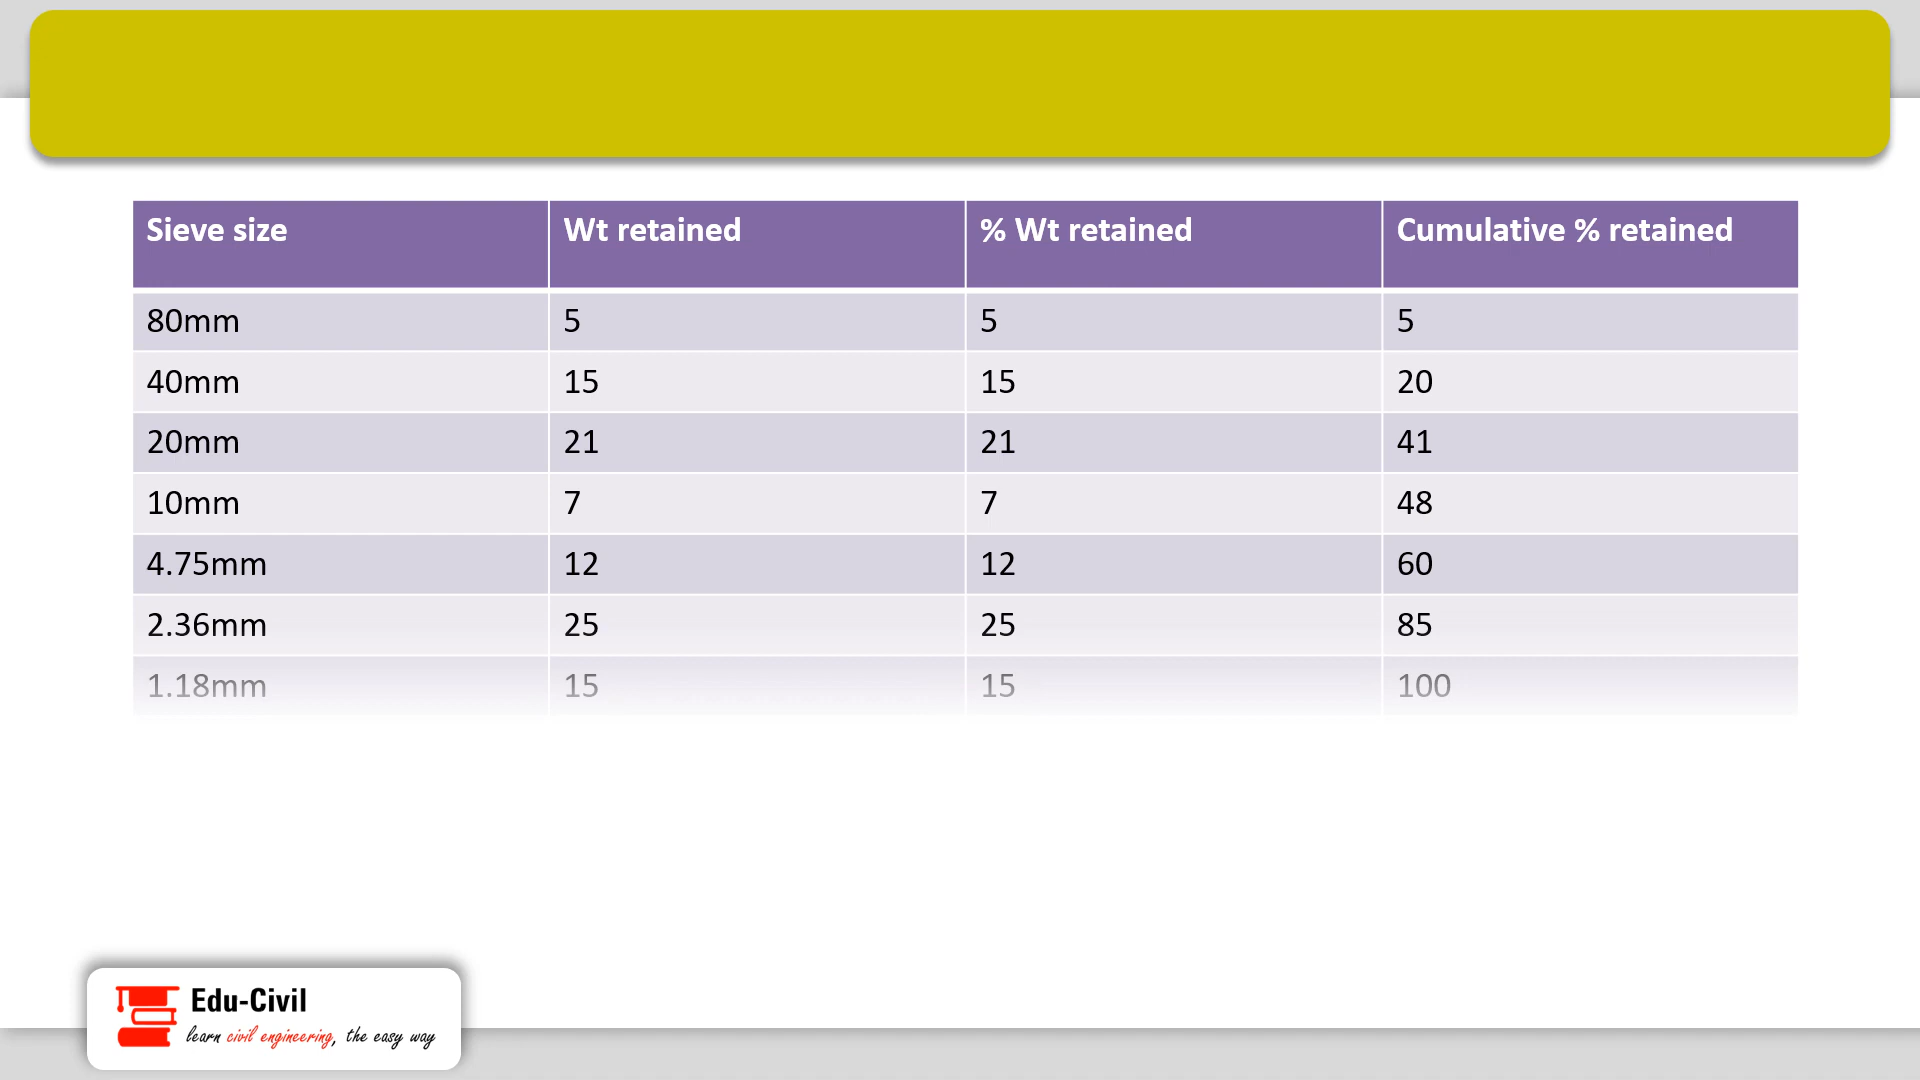 Sieve size Wt retained % Wt retained Cumulative % retained
80mm 5 5 5
40mm 15 15 20
20mm 21 21 41
10mm 7 7 48
4.75mm 12 12 60
2.36mm 25 25 85
1.18mm 15 15 100
Edu-Civil
learn civil engineering, the easy way